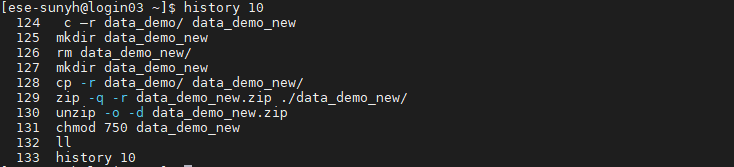 [ese-sunyh@login03 ~]$ history 10
124 c –r data_demo/ data_demo_new
125 mkdir data_demo_new
126 rm data_demo_new/
127 mkdir data_demo_new
128 cp -r data_demo/ data_demo_new/
129 zip -q -r data_demo_new.zip ./data_demo_new/
130 unzip -o -d data_demo_new.zip
131 chmod 750 data_demo_new
132 ll
133 history 10